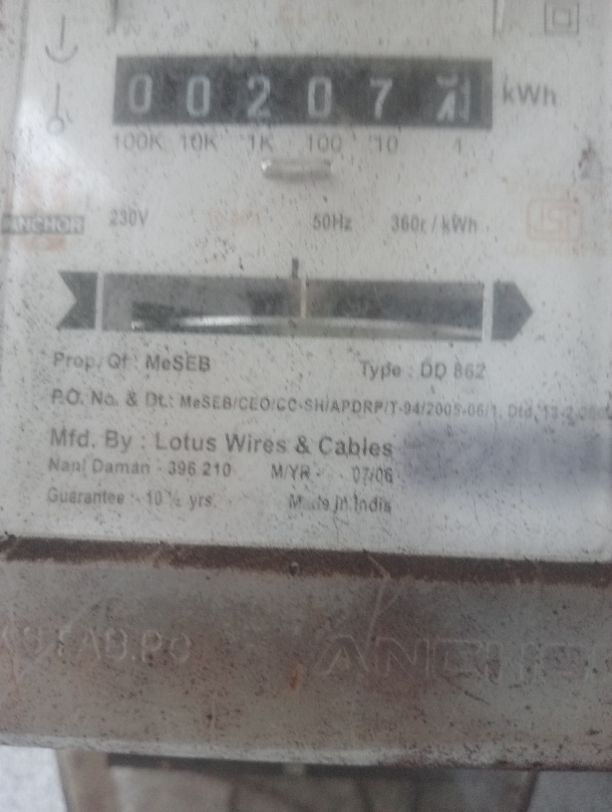 0 0 2 0 7 kWh
100K 10K 1K 100 10 1
ANCHOR 230V 50Hz 360r / kWh
Prop. Of : MeSEB Type : DD 862
P.O. No. & Dt.: MeSEB/CEO/CC-SH/APDRP/T-94/2005-06/1, Dtd.
Mfd. By : Lotus Wires & Cables
Nani Daman - 396 210 M/YR - 07/06
Guarantee :- 10 ½ yrs. Made in India
ANCHO